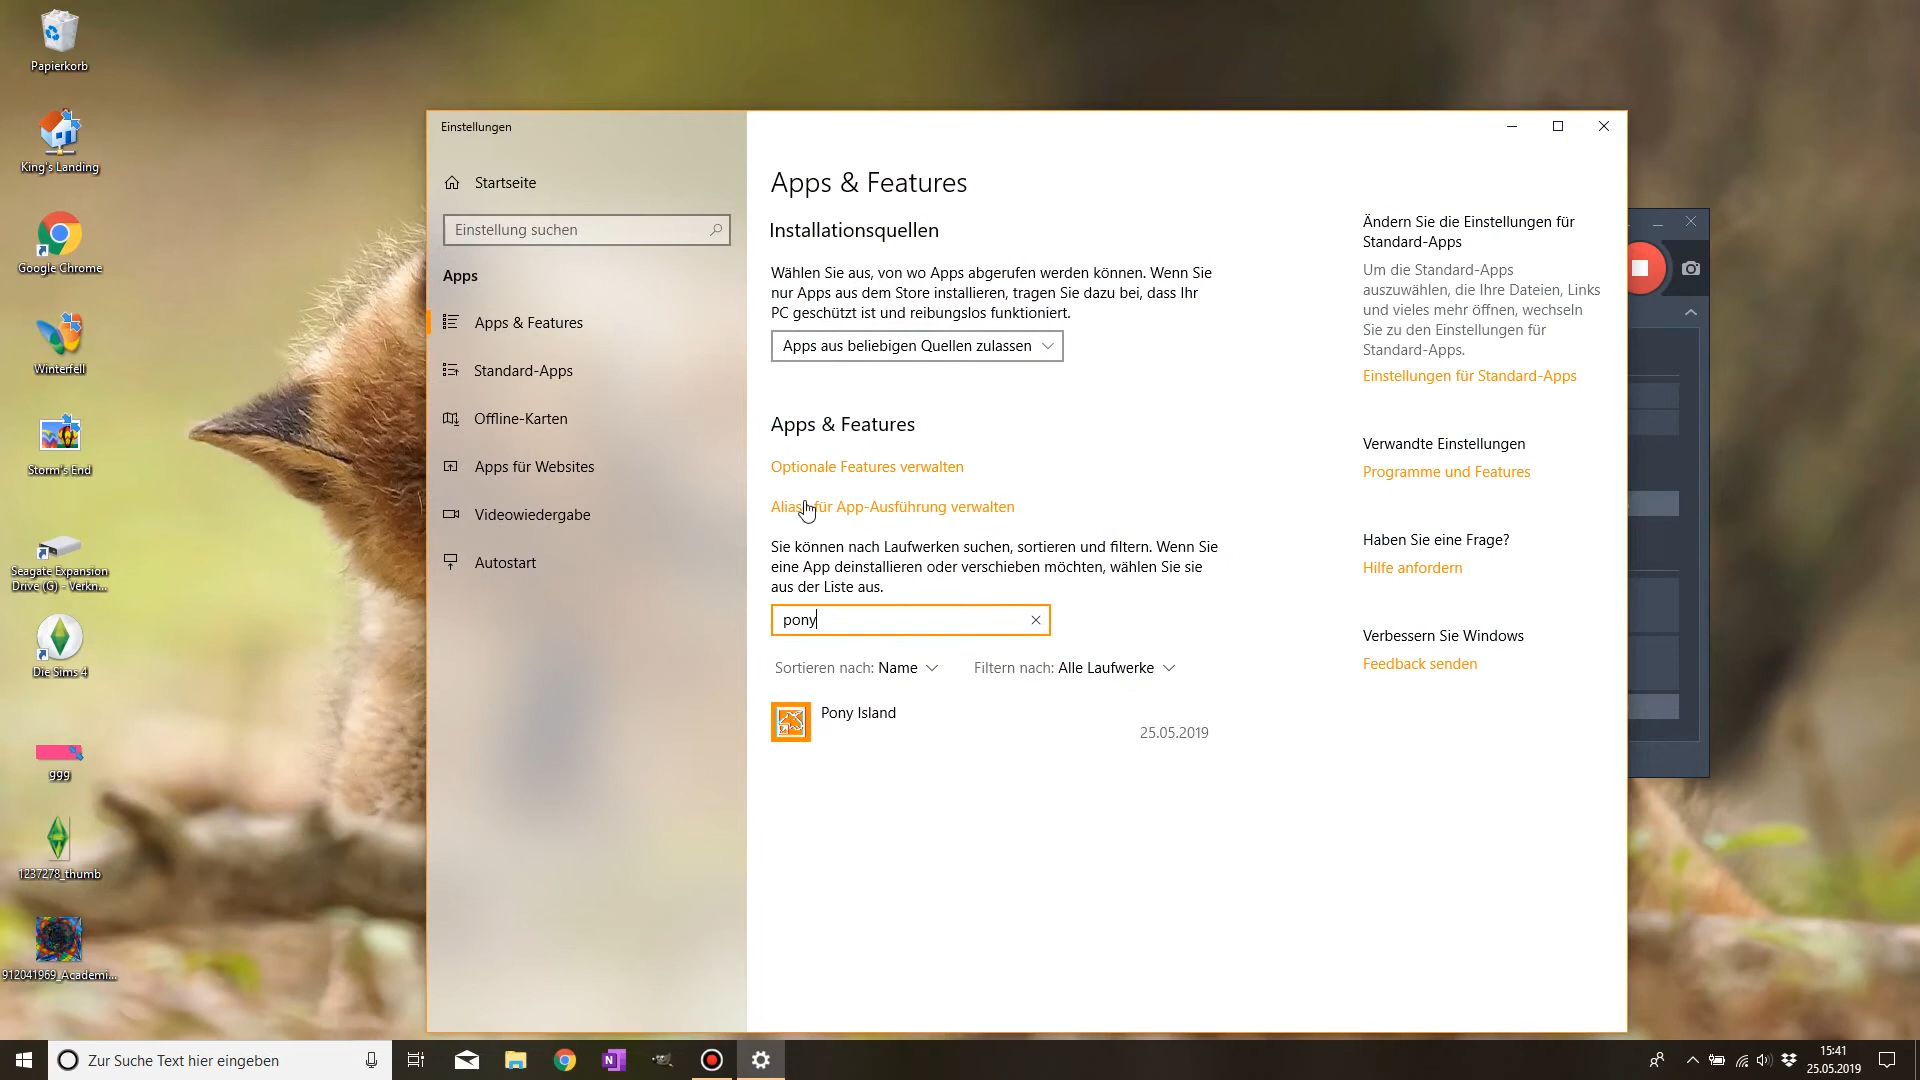 Papierkorb
King's Landing
Google Chrome
Winterfell
Storm's End
Seagate Expansion
Drive (G) - Verkn...
Die Sims 4
999
1237278_thumb
912041969_Academi...
Einstellungen
Startseite
Einstellung suchen
Apps
Apps & Features
Standard-Apps
Offline-Karten
Apps für Websites
Videowiedergabe
Autostart
Apps & Features
Installationsquellen
Wählen Sie aus, von wo Apps abgerufen werden können. Wenn Sie
nur Apps aus dem Store installieren, tragen Sie dazu bei, dass Ihr
PC geschützt ist und reibungslos funktioniert.
Apps aus beliebigen Quellen zulassen
Apps & Features
Optionale Features verwalten
für App-Ausführung verwalten
Sie können nach Laufwerken suchen, sortieren und filtern. Wenn Sie
eine App deinstallieren oder verschieben möchten, wählen Sie sie
aus der Liste aus.
pony
Sortieren nach: Name
Filtern nach: Alle Laufwerke
Pony Island
25.05.2019
Ändern Sie die Einstellungen für
Standard-Apps
Um die Standard-Apps
auszuwählen, die Ihre Dateien, Links
und vieles mehr öffnen, wechseln
Sie zu den Einstellungen für
Standard-Apps.
Einstellungen für Standard-Apps
Verwandte Einstellungen
Programme und Features
Haben Sie eine Frage?
Hilfe anfordern
Verbessern Sie Windows
Feedback senden
Zur Suche Text hier eingeben
N
15:41
25.05.2019